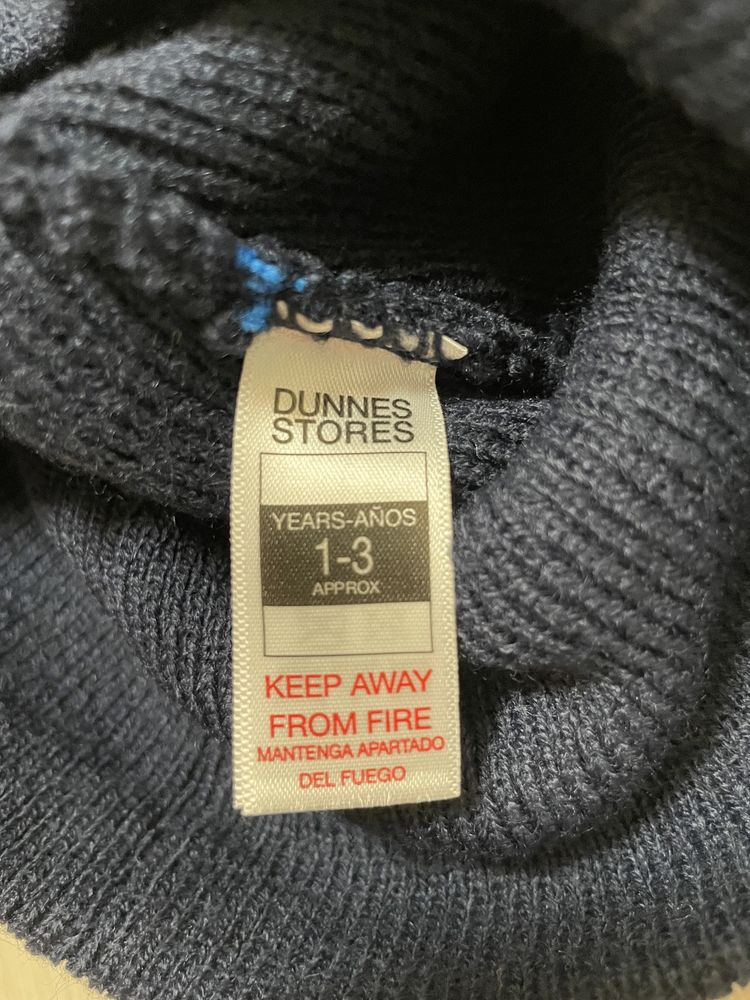 DUNNES
STORES
YEARS-AÑOS
1-3
APPROX
KEEP AWAY
FROM FIRE
MANTENGA APARTADO
DEL FUEGO